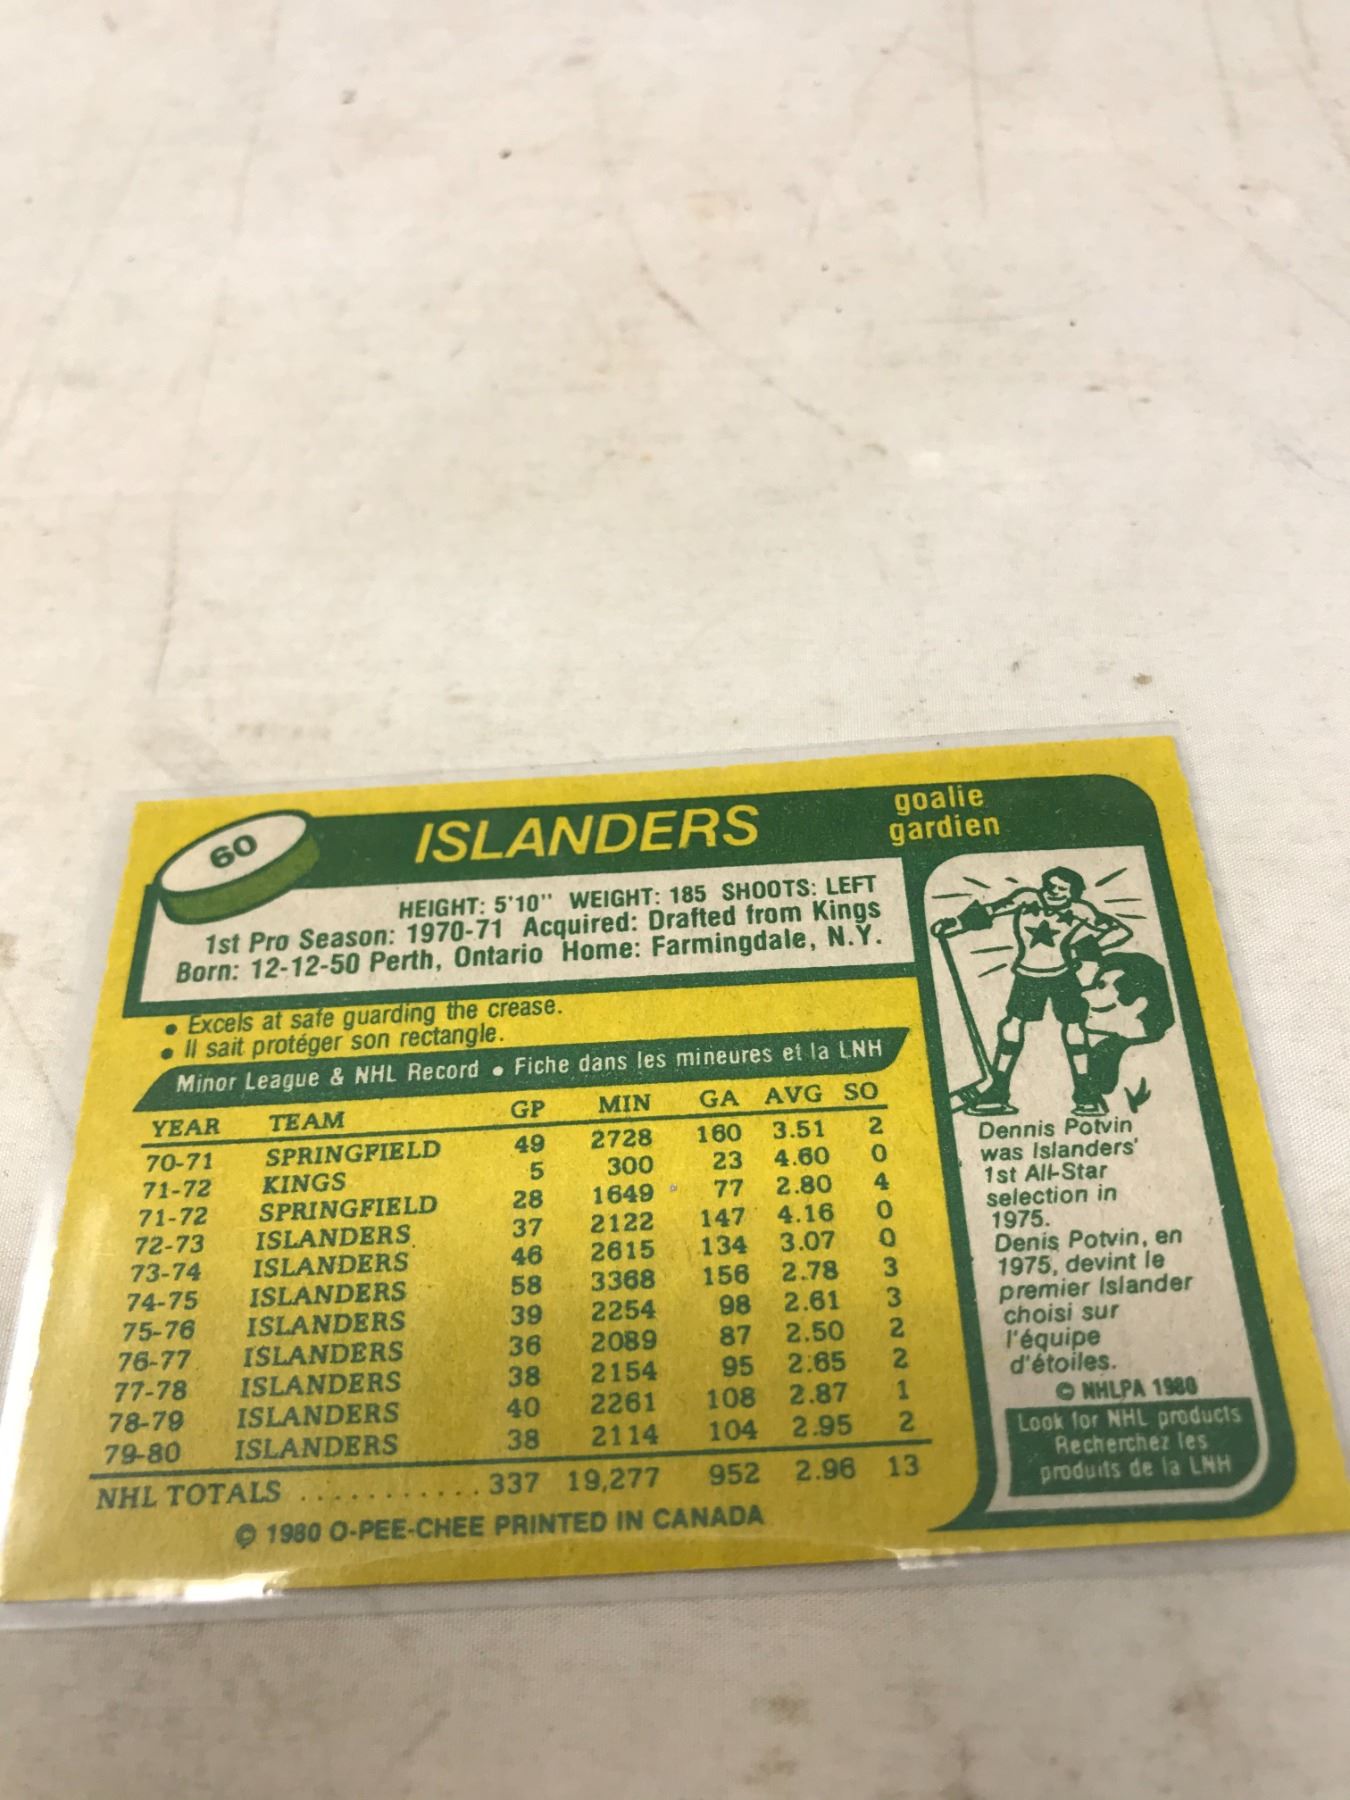 60
ISLANDERS
goalie
gardien
HEIGHT: 5'10" WEIGHT: 185 SHOOTS: LEFT
1st Pro Season: 1970-71 Acquired: Drafted from Kings
Born: 12-12-50 Perth, Ontario Home: Farmingdale, N.Y.
• Excels at safe guarding the crease.
• Il sait protéger son rectangle.
Minor League & NHL Record • Fiche dans les mineures et la LNH
YEAR TEAM GP MIN GA AVG SO
70-71 SPRINGFIELD 49 2728 160 3.51 2
71-72 KINGS 5 300 23 4.60 0
71-72 SPRINGFIELD 28 1649 77 2.80 4
72-73 ISLANDERS 37 2122 147 4.16 0
73-74 ISLANDERS 46 2615 134 3.07 0
74-75 ISLANDERS 58 3368 156 2.78 3
75-76 ISLANDERS 39 2254 98 2.61 3
76-77 ISLANDERS 36 2089 87 2.50 2
77-78 ISLANDERS 38 2154 95 2.65 2
78-79 ISLANDERS 40 2261 108 2.87 1
79-80 ISLANDERS 38 2114 104 2.95 2
NHL TOTALS ............ 337 19,277 952 2.96 13
© 1980 O-PEE-CHEE PRINTED IN CANADA
Dennis Potvin
was Islanders'
1st All-Star
selection in
1975.
Denis Potvin, en
1975, devint le
premier Islander
choisi sur
l'équipe
d'étoiles.
© NHLPA 1980
Look for NHL products
Recherchez les
produits de la LNH